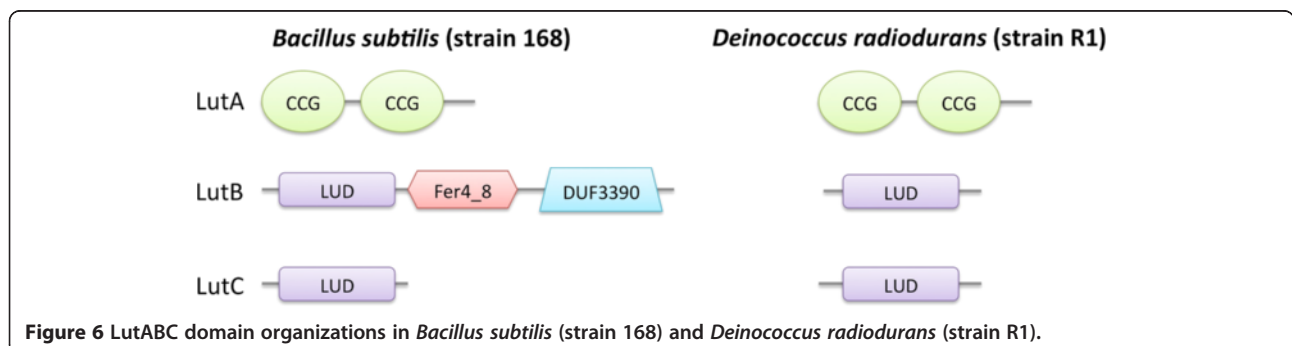 Bacillus subtilis (strain 168) Deinococcus radiodurans (strain R1)
LutA CCG CCG CCG CCG
LutB LUD Fer4_8 DUF3390 LUD
LutC LUD LUD
Figure 6 LutABC domain organizations in Bacillus subtilis (strain 168) and Deinococcus radiodurans (strain R1).